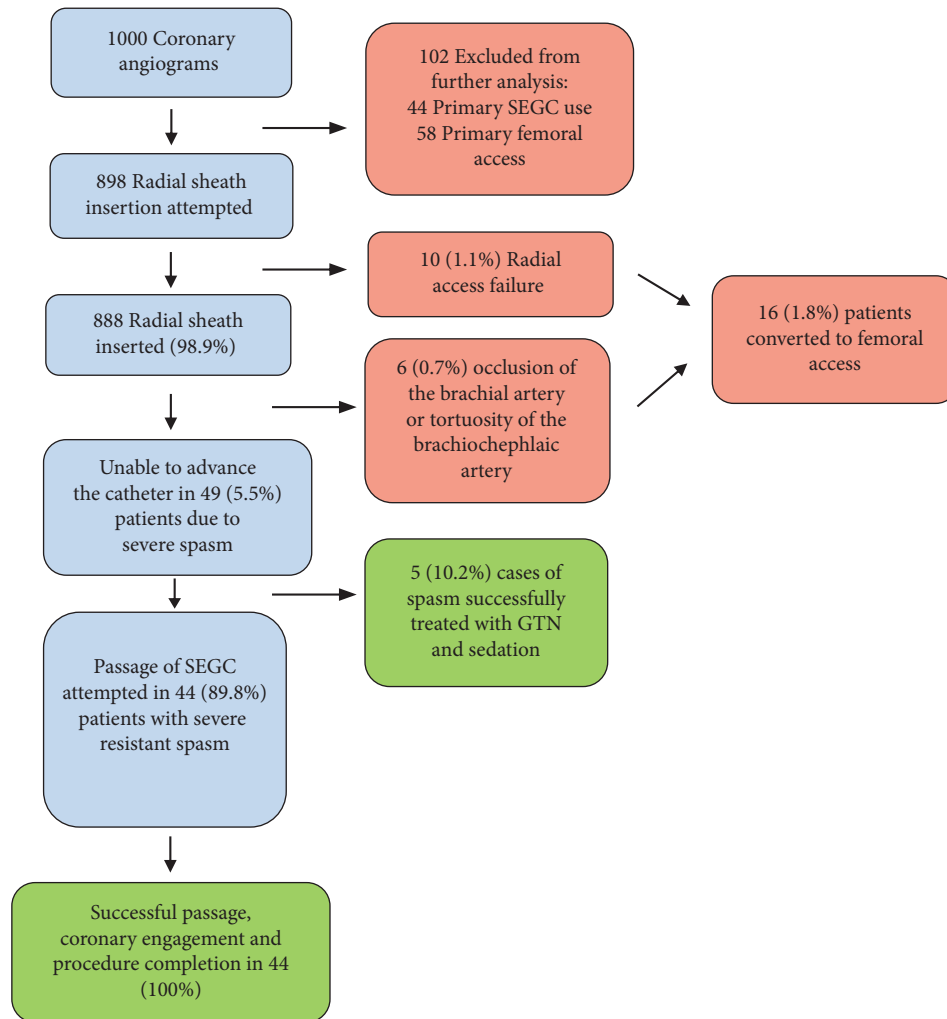 1000 Coronary
angiograms
102 Excluded from
further analysis:
44 Primary SEGC use
58 Primary femoral
access
898 Radial sheath
insertion attempted
10 (1.1%) Radial
access failure
888 Radial sheath
inserted (98.9%)
16 (1.8%) patients
converted to femoral
access
6 (0.7%) occlusion of
the brachial artery
or tortuosity of the
brachiochephlaic
artery
Unable to advance
the catheter in 49 (5.5%)
patients due to
severe spasm
5 (10.2%) cases of
spasm successfully
treated with GTN
and sedation
Passage of SEGC
attempted in 44 (89.8%)
patients with severe
resistant spasm
Successful passage,
coronary engagement and
procedure completion in 44
(100%)